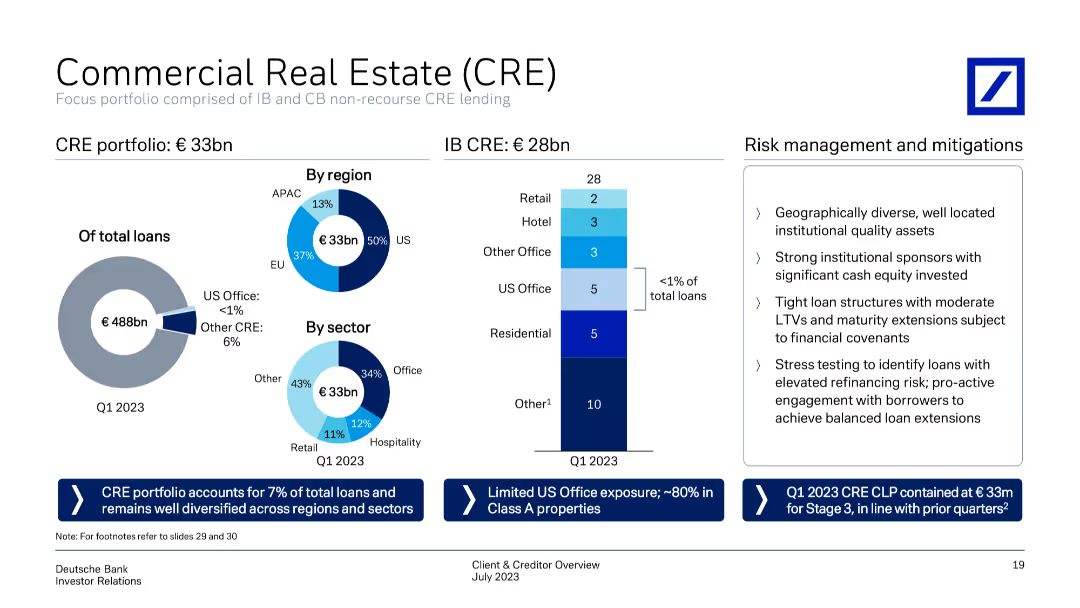 Commercial Real Estate (CRE)
Focus portfolio comprised of IB and CB non-recourse CRE lending
CRE portfolio: € 33bn
Of total loans
€ 488bn
US Office:
<1%
Other CRE:
6%
Q1 2023
By region
APAC
13%
€ 33bn
50%
US
37%
EU
By sector
Other
43%
€ 33bn
34%
Office
12%
Hospitality
11%
Retail
Q1 2023
CRE portfolio accounts for 7% of total loans and
remains well diversified across regions and sectors
IB CRE: € 28bn
28
Retail
2
Hotel
3
Other Office
3
US Office
5
<1% of
total loans
Residential
5
Other¹
10
Q1 2023
Limited US Office exposure; ~80% in
Class A properties
Risk management and mitigations
〉 Geographically diverse, well located
institutional quality assets
〉 Strong institutional sponsors with
significant cash equity invested
〉 Tight loan structures with moderate
LTVs and maturity extensions subject
to financial covenants
〉 Stress testing to identify loans with
elevated refinancing risk; pro-active
engagement with borrowers to
achieve balanced loan extensions
Q1 2023 CRE CLP contained at € 33m
for Stage 3, in line with prior quarters²
Note: For footnotes refer to slides 29 and 30
Deutsche Bank
Investor Relations
Client & Creditor Overview
July 2023
19